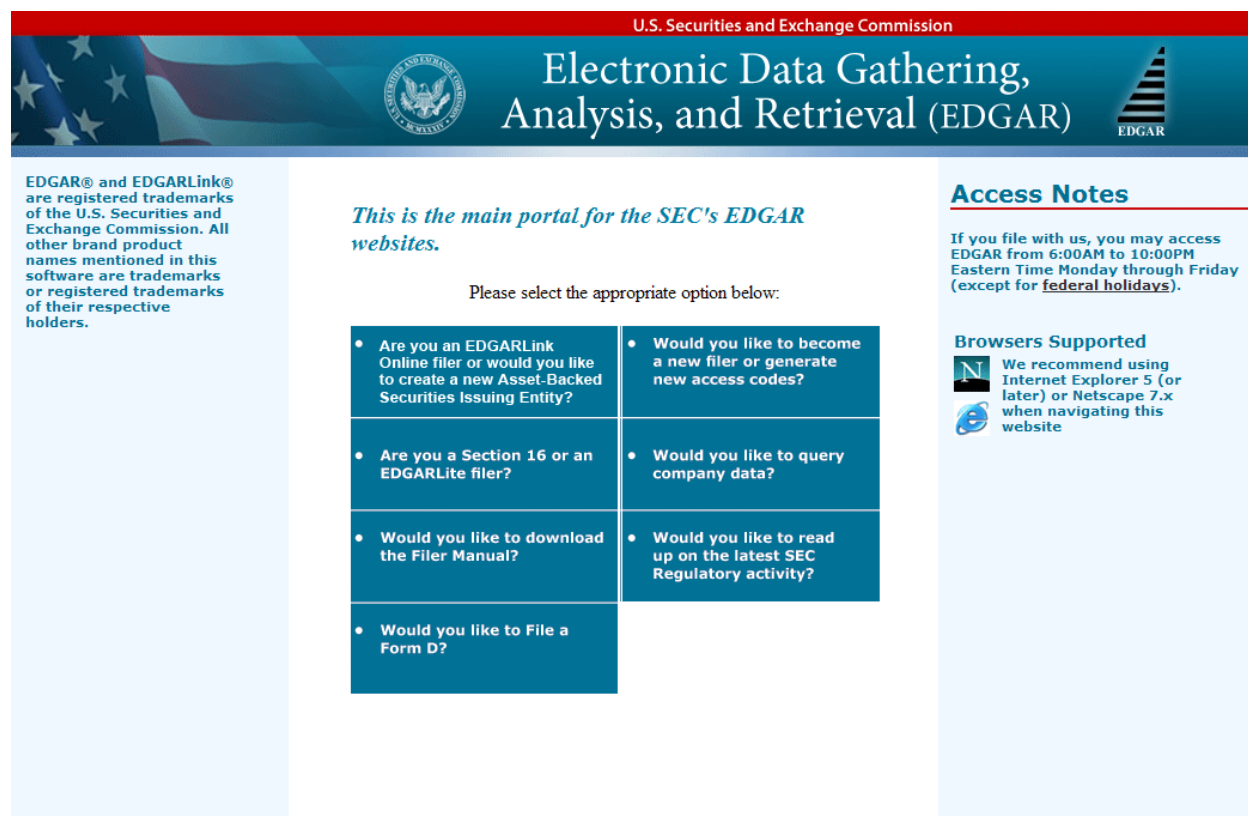 U.S. Securities and Exchange Commission
Electronic Data Gathering,
Analysis, and Retrieval (EDGAR)
EDGAR
EDGAR® and EDGARLink®
are registered trademarks
of the U.S. Securities and
Exchange Commission. All
other brand product
names mentioned in this
software are trademarks
or registered trademarks
of their respective
holders.
This is the main portal for the SEC's EDGAR
websites.
Please select the appropriate option below:
Are you an EDGARLink
Online filer or would you like
to create a new Asset-Backed
Securities Issuing Entity?
Would you like to become
a new filer or generate
new access codes?
Are you a Section 16 or an
EDGARLite filer?
Would you like to query
company data?
Would you like to download
the Filer Manual?
Would you like to read
up on the latest SEC
Regulatory activity?
Would you like to File a
Form D?
Access Notes
If you file with us, you may access
EDGAR from 6:00AM to 10:00PM
Eastern Time Monday through Friday
(except for federal holidays).
Browsers Supported
N
We recommend using
Internet Explorer 5 (or
later) or Netscape 7.x
when navigating this
website